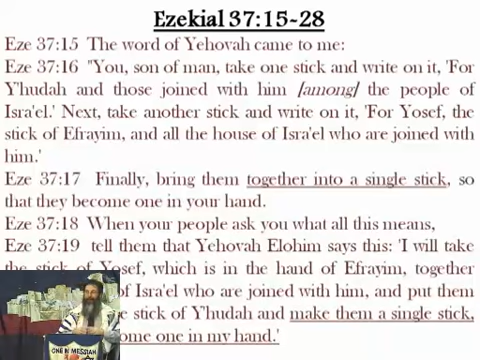 Ezekial 37:15-28
Eze 37:15 The word of Yehovah came to me:
Eze 37:16 "You, son of man, take one stick and write on it, 'For
Y'hudah and those joined with him [among] the people of
Isra'el.' Next, take another stick and write on it, 'For Yosef, the
stick of Efrayim, and all the house of Isra'el who are joined with
him.'
Eze 37:17 Finally, bring them together into a single stick, so
that they become one in your hand.
Eze 37:18 When your people ask you what all this means,
Eze 37:19 tell them that Yehovah Elohim says this: 'I will take
the stick of Yosef, which is in the hand of Efrayim, together
of Isra'el who are joined with him, and put them
stick of Y'hudah and make them a single stick,
one in my hand.'
ONE IN MESSIAH